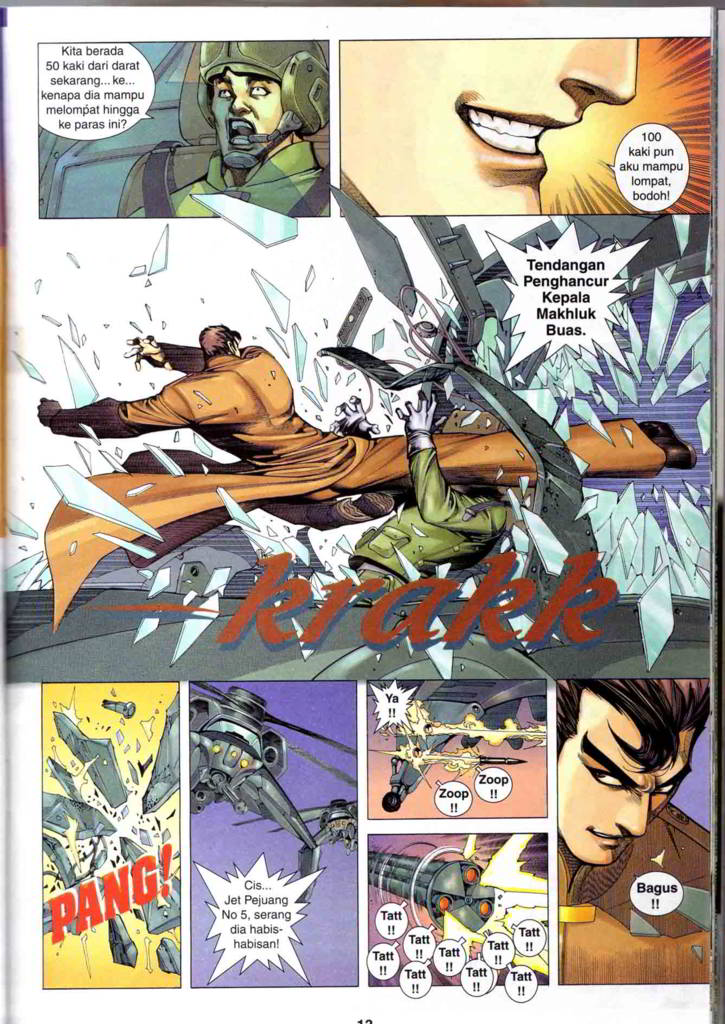 Kita berada
50 kaki dari darat
sekarang... ke...
kenapa dia mampu
melompat hingga
ke paras ini?
100
kaki pun
aku mampu
lompat,
bodoh!
Tendangan
Penghancur
Kepala
Makhluk
Buas.
krakk
PANG!
Cis...
Jet Pejuang
No 5, serang
dia habis-
habisan!
Ya
!!
Zoop
!!
Zoop
!!
Tatt
!!
Tatt
!!
Tatt
!!
Tatt
!!
Tatt
!!
Tatt
!!
Tatt
!!
Tatt
!!
Tatt
!!
Bagus
!!